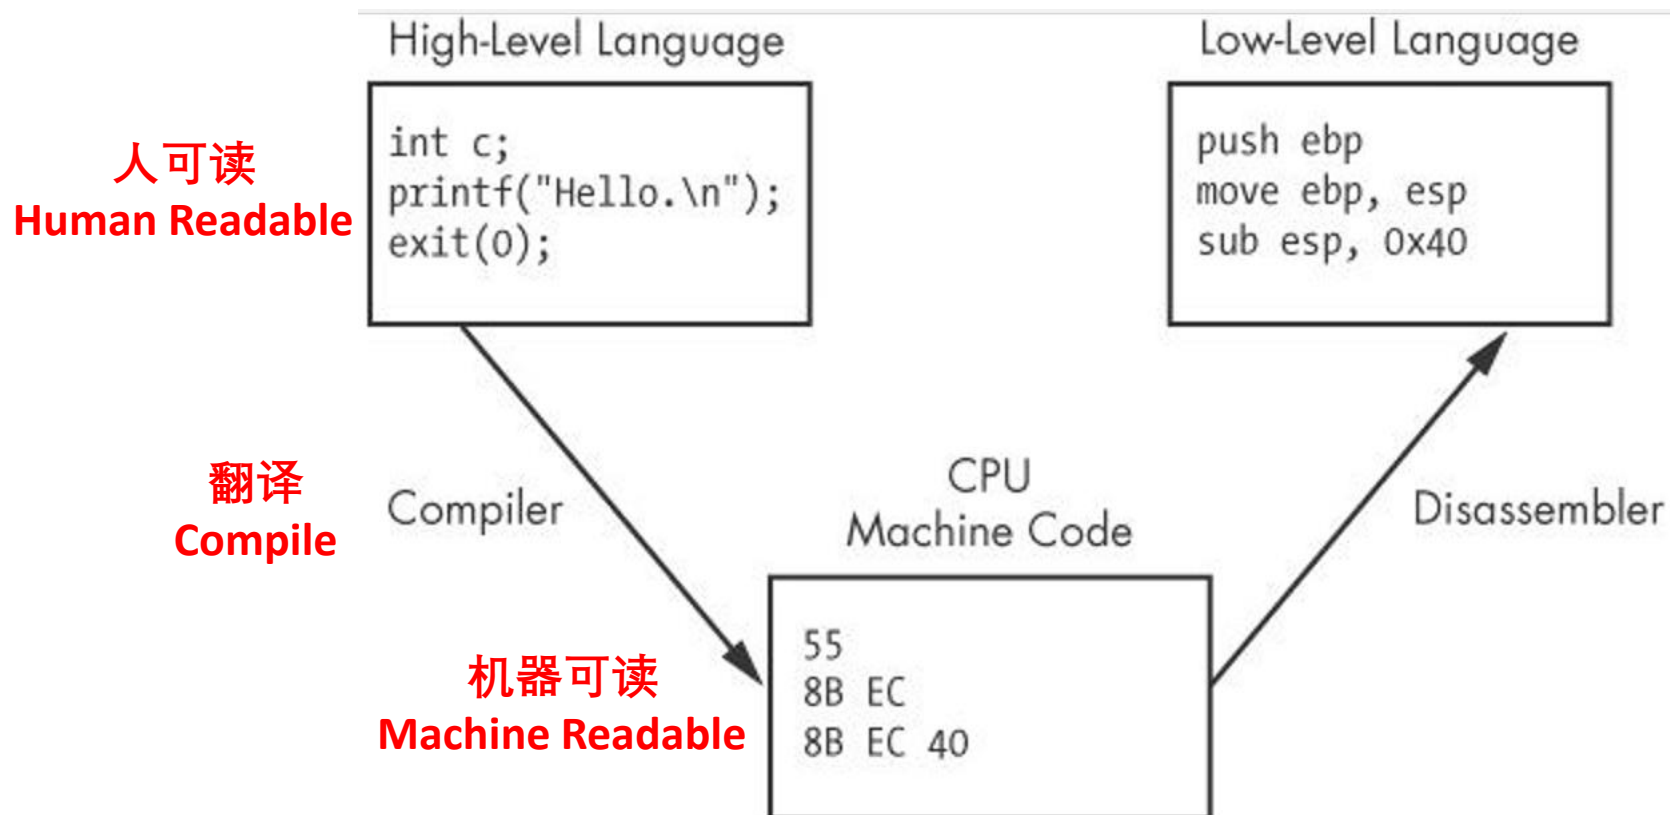 High-Level Language
int c;
printf("Hello.\n");
exit(0);
Low-Level Language
push ebp
move ebp, esp
sub esp, 0x40
人可读
Human Readable
翻译
Compile
Compiler
CPU
Machine Code
Disassembler
机器可读
Machine Readable
55
8B EC
8B EC 40